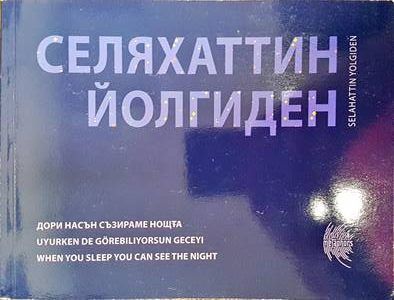 СЕЛЯХАТТИН
ЙОЛГИДЕН
SELAHATTIN YOLGIDEN
ДОРИ НАСЪН СЪЗИРАМЕ НОЩТА
UYURKEN DE GÖREBILIYORSUN GECEYI
WHEN YOU SLEEP YOU CAN SEE THE NIGHT
metaphors